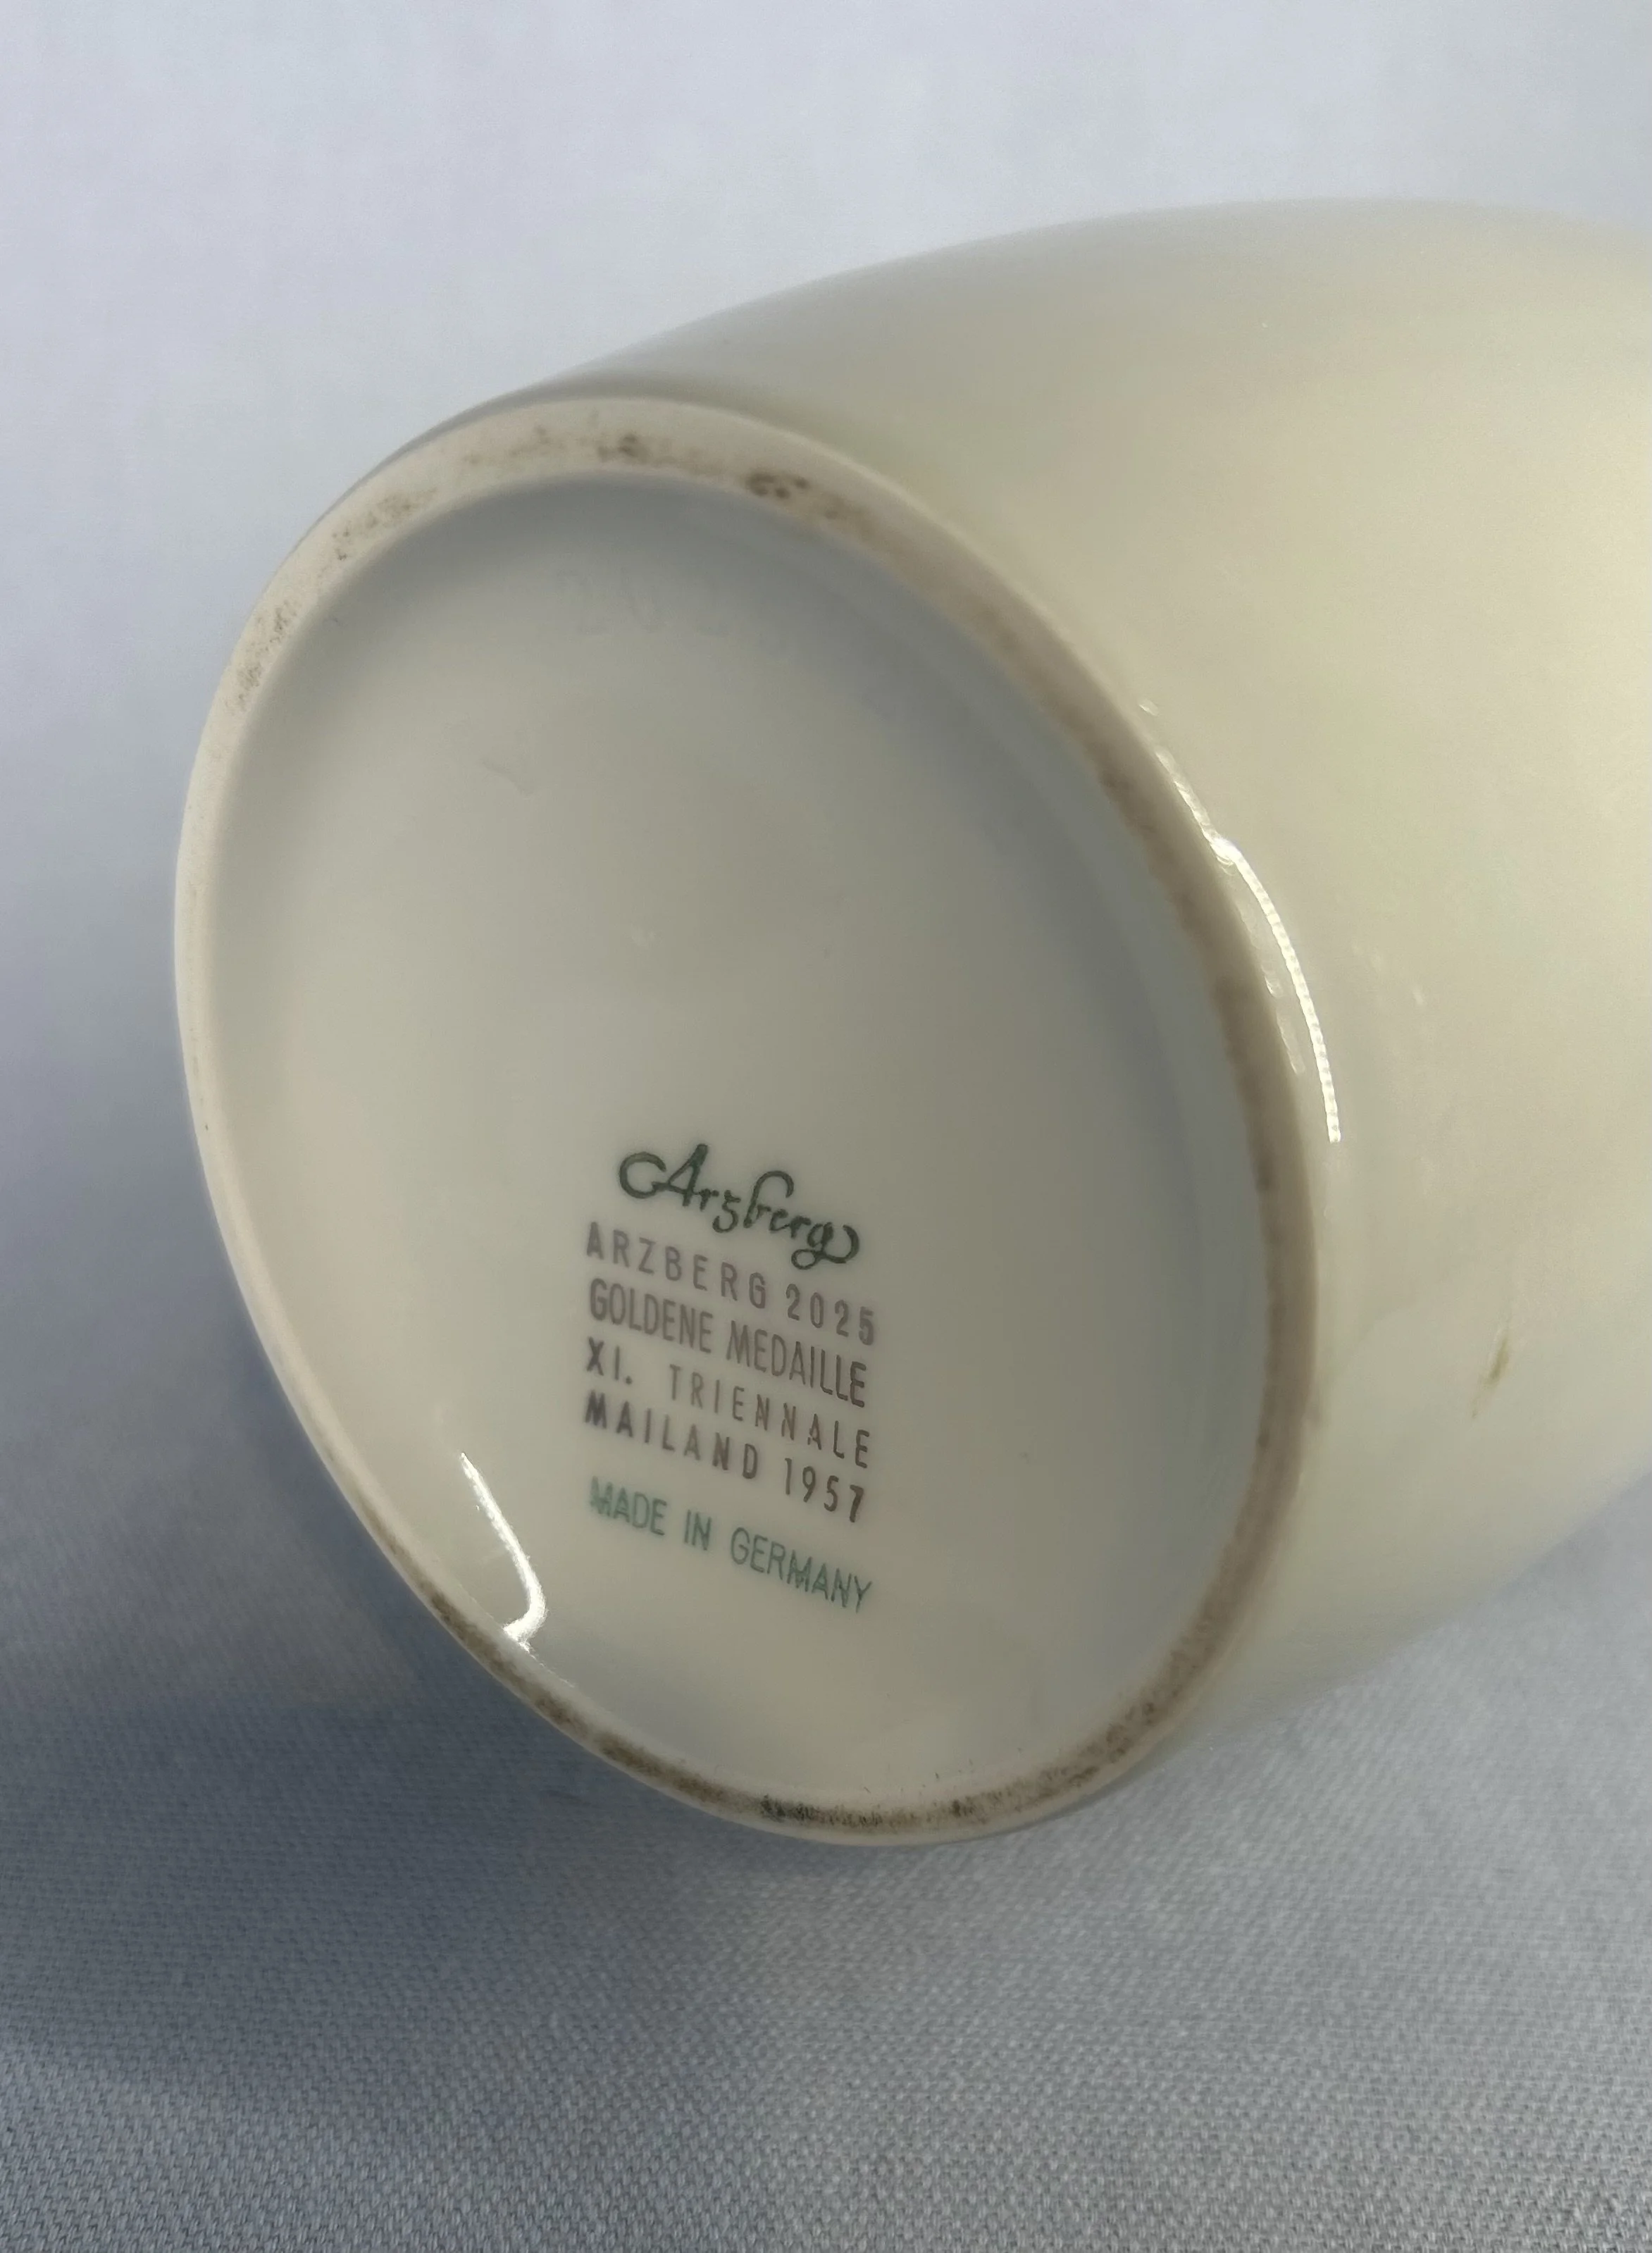 Arzberg
ARZBERG 2025
GOLDENE MEDAILLE
XI. TRIENNALE
MAILAND 1957
MADE IN GERMANY